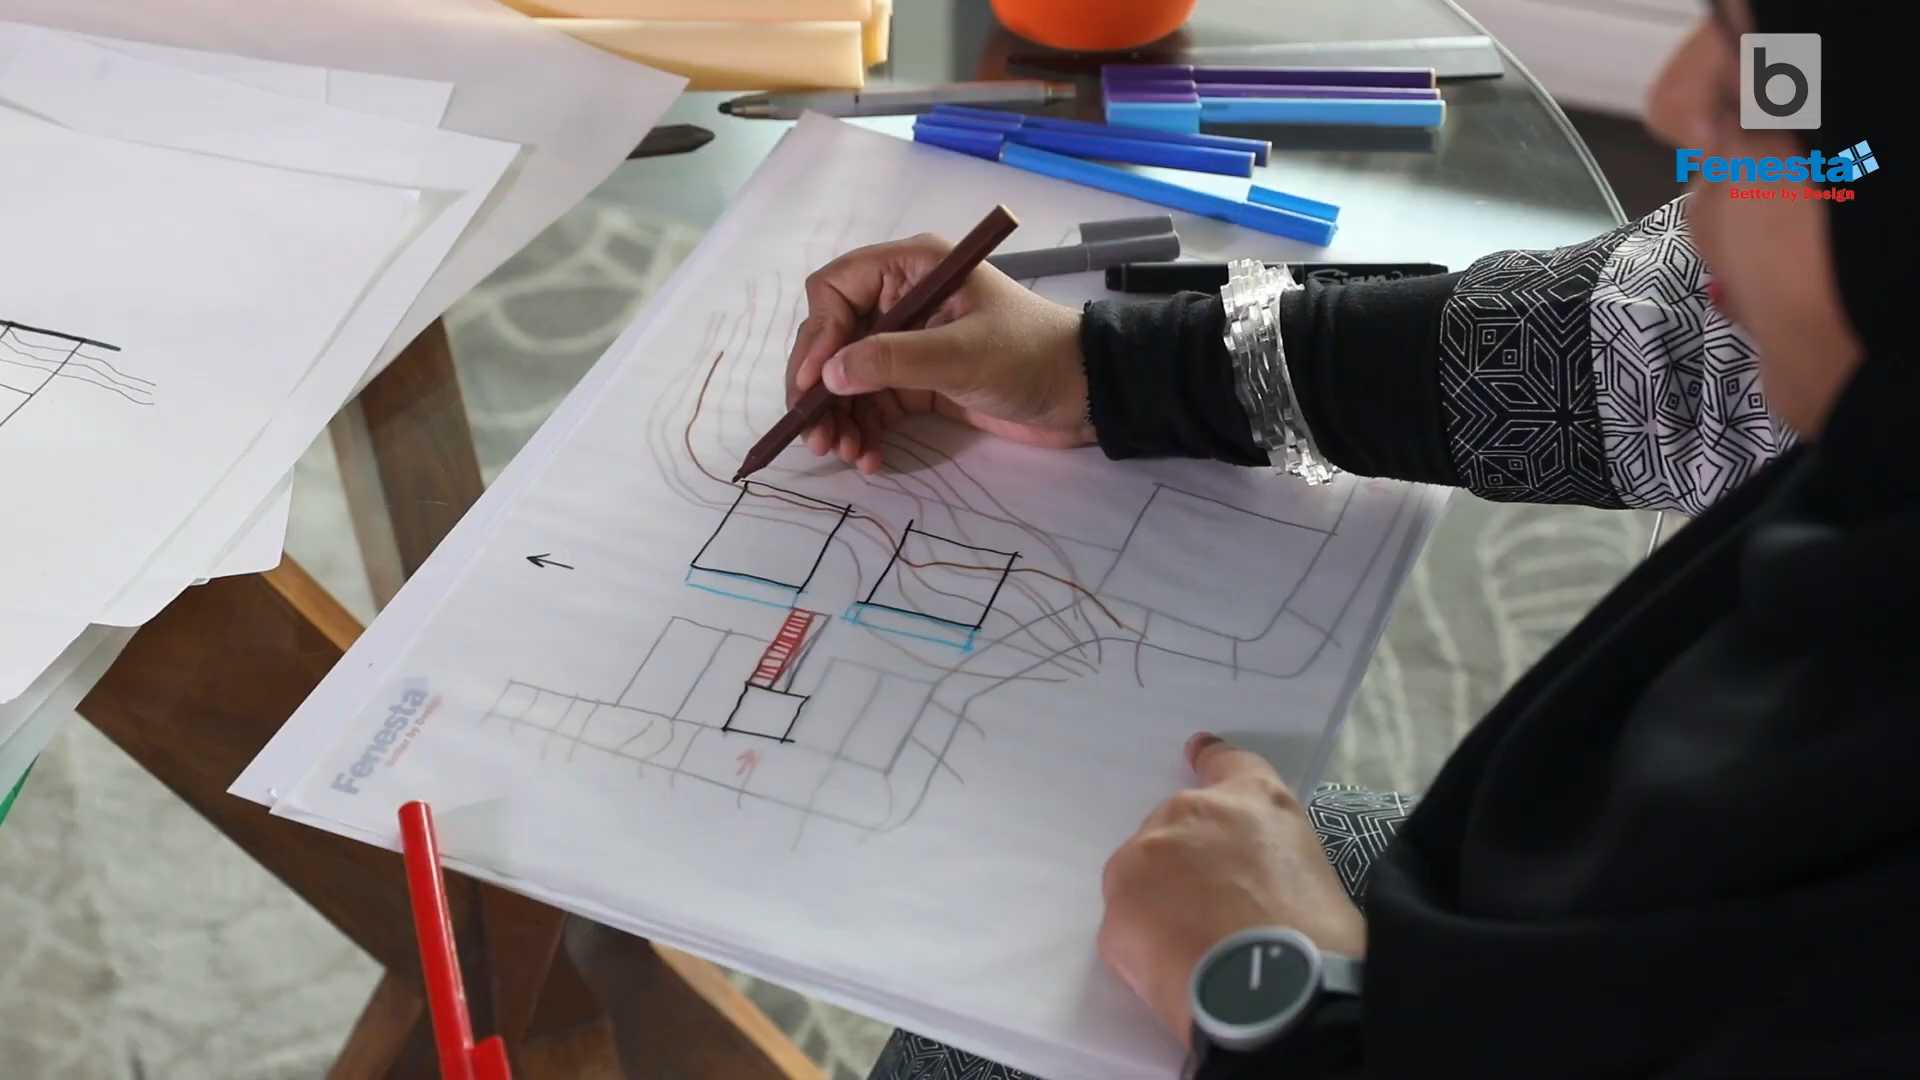 b
Fenesta
Better by Design
Fenesta
Better by Design